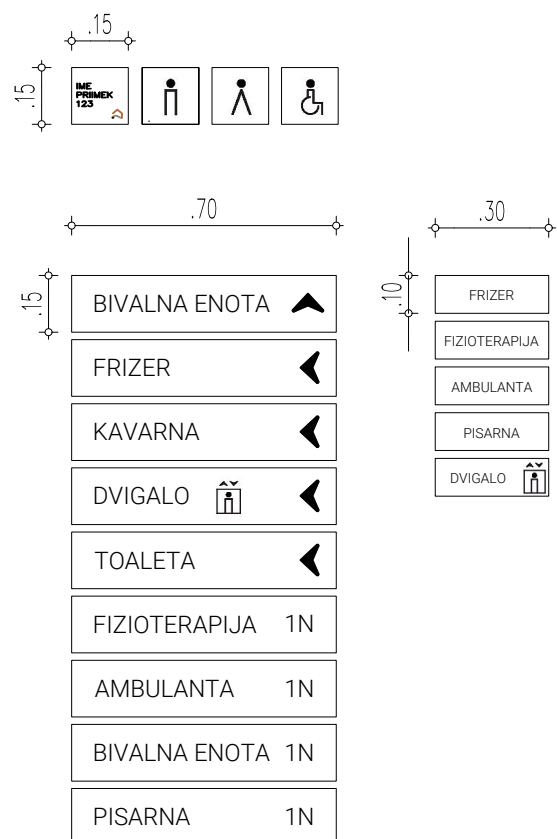 .15
.15
IME
PRIIMEK
123
.70
.30
.15
.10
BIVALNA ENOTA
FRIZER
KAVARNA
DVIGALO
TOALETA
FIZIOTERAPIJA 1N
AMBULANTA 1N
BIVALNA ENOTA 1N
PISARNA 1N
FRIZER
FIZIOTERAPIJA
AMBULANTA
PISARNA
DVIGALO